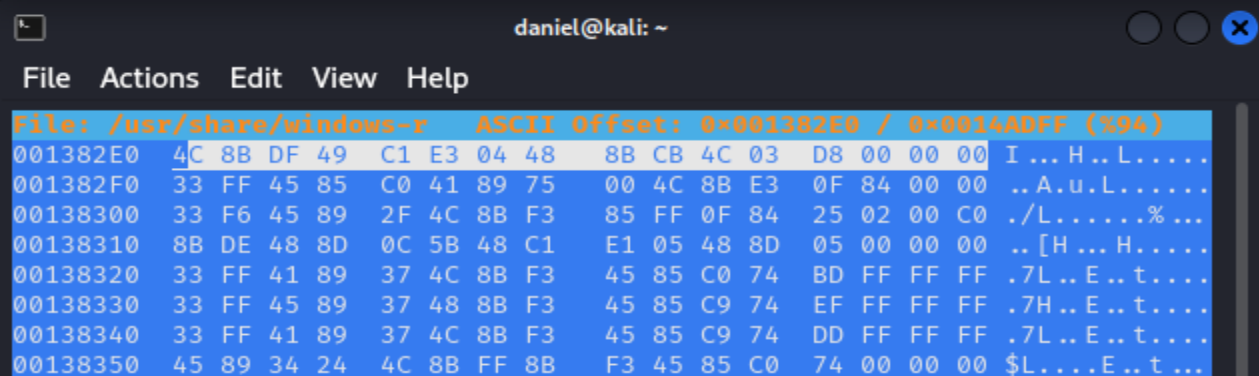 daniel@kali: ~
File Actions Edit View Help
File: /usr/share/windows-r ASCII Offset: 0×001382E0 / 0×0014ADFF (%94)
001382E0 4C 8B DF 49 C1 E3 04 48 8B CB 4C 03 D8 00 00 00 I...H..L.....
001382F0 33 FF 45 85 C0 41 89 75 00 4C 8B E3 0F 84 00 00 ..A.u.L......
00138300 33 F6 45 89 2F 4C 8B F3 85 FF 0F 84 25 02 00 C0 ./L......%...
00138310 8B DE 48 8D 0C 5B 48 C1 E1 05 48 8D 05 00 00 00 ..[H...H.....
00138320 33 FF 41 89 37 4C 8B F3 45 85 C0 74 BD FF FF FF .7L..E.t....
00138330 33 FF 45 89 37 48 8B F3 45 85 C9 74 EF FF FF FF .7H..E..t....
00138340 33 FF 41 89 37 4C 8B F3 45 85 C9 74 DD FF FF FF .7L..E..t....
00138350 45 89 34 24 4C 8B FF 8B F3 45 85 C0 74 00 00 00 $L....E..t...